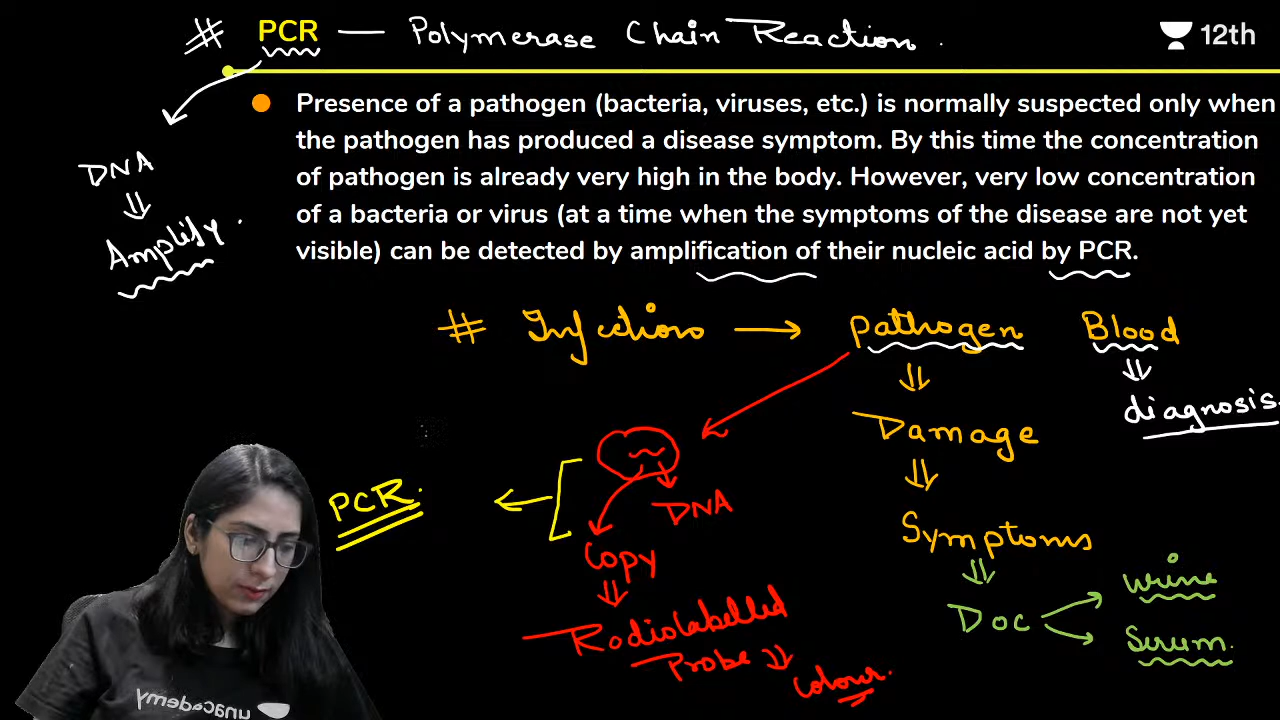 # PCR — Polymerase Chain Reaction.
12th
Presence of a pathogen (bacteria, viruses, etc.) is normally suspected only when
the pathogen has produced a disease symptom. By this time the concentration
of pathogen is already very high in the body. However, very low concentration
of a bacteria or virus (at a time when the symptoms of the disease are not yet
visible) can be detected by amplification of their nucleic acid by PCR.
DNA
⇓
Amplify.
# Infection → pathogen Blood
⇓ ⇓
Damage diagnosis.
⇓
Symptoms
⇓
Doc
Urine
Serum.
DNA
PCR.
Copy
⇓
Radiolabelled
Probe ⇒ Colour.
unacademy